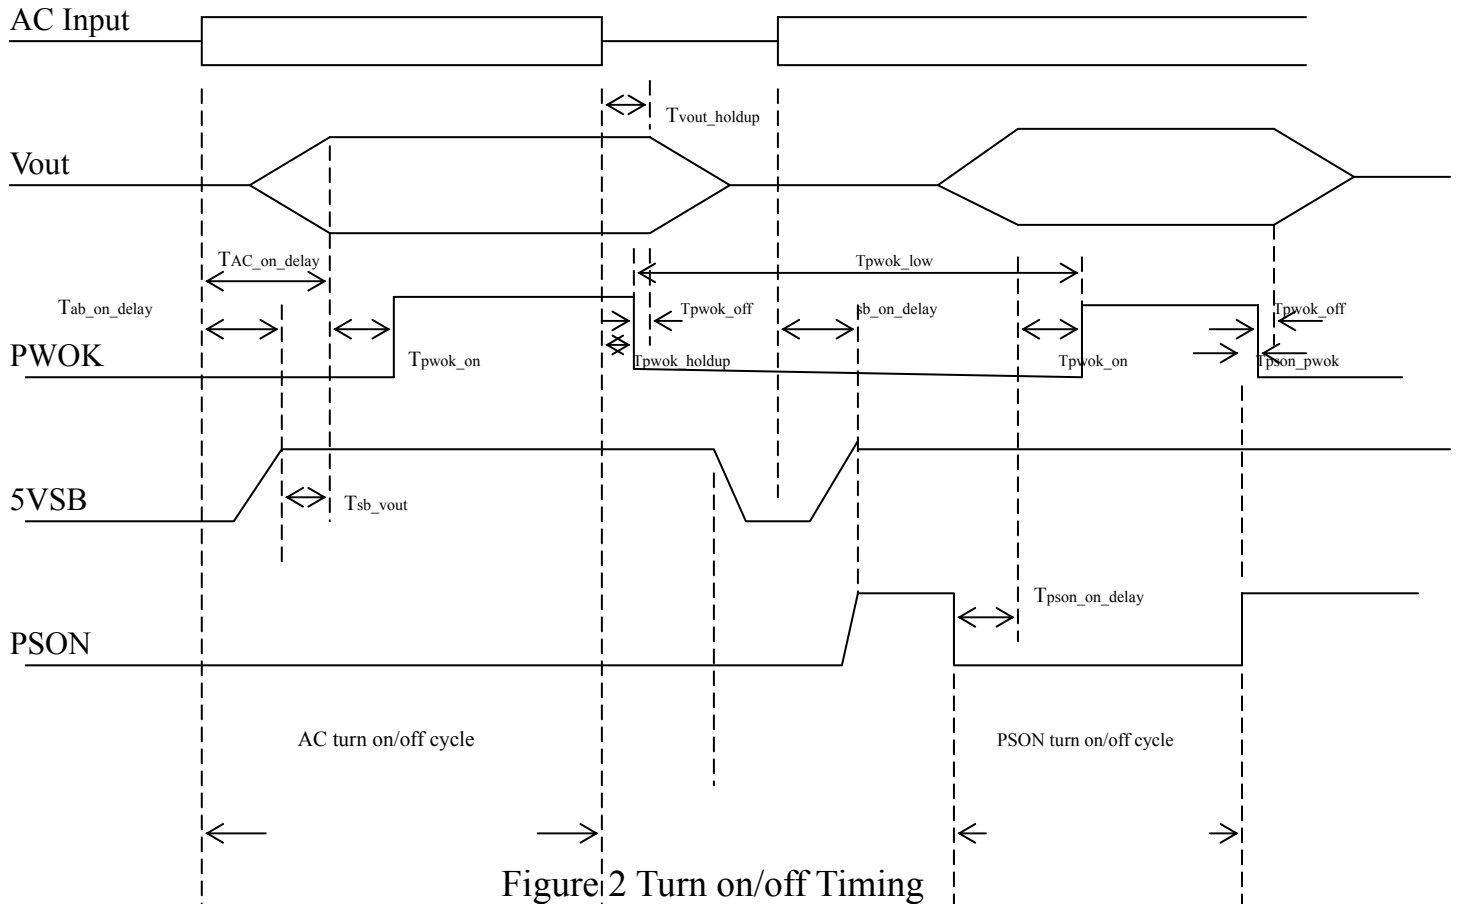 AC Input
Tvout_holdup
Vout
TAC_on_delay
Tpwok_low
Tab_on_delay
Tpwok_off
sb_on_delay
Tpwok_off
PWOK
Tpwok_on
Tpwok_holdup
Tpwok_on
Tpson_pwok
5VSB
Tsb_vout
Tpson_on_delay
PSON
AC turn on/off cycle
PSON turn on/off cycle
Figure 2 Turn on/off Timing